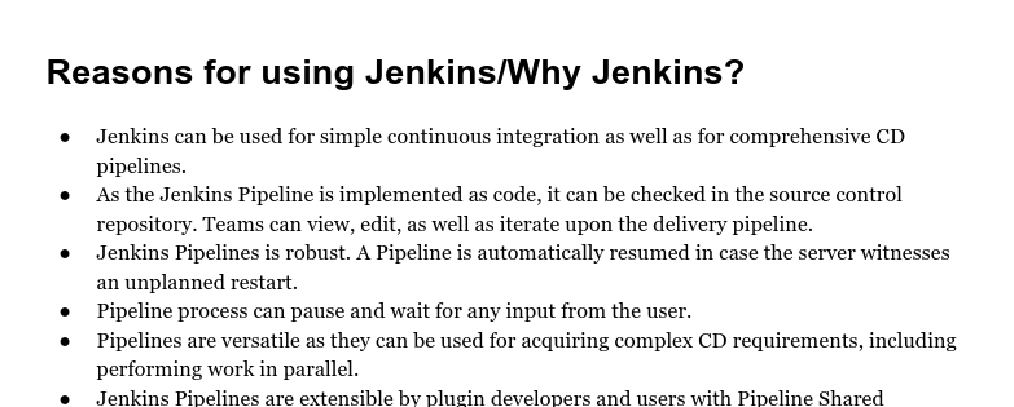 Reasons for using Jenkins/Why Jenkins?
● Jenkins can be used for simple continuous integration as well as for comprehensive CD
pipelines.
● As the Jenkins Pipeline is implemented as code, it can be checked in the source control
repository. Teams can view, edit, as well as iterate upon the delivery pipeline.
● Jenkins Pipelines is robust. A Pipeline is automatically resumed in case the server witnesses
an unplanned restart.
● Pipeline process can pause and wait for any input from the user.
● Pipelines are versatile as they can be used for acquiring complex CD requirements, including
performing work in parallel.
● Jenkins Pipelines are extensible by plugin developers and users with Pipeline Shared